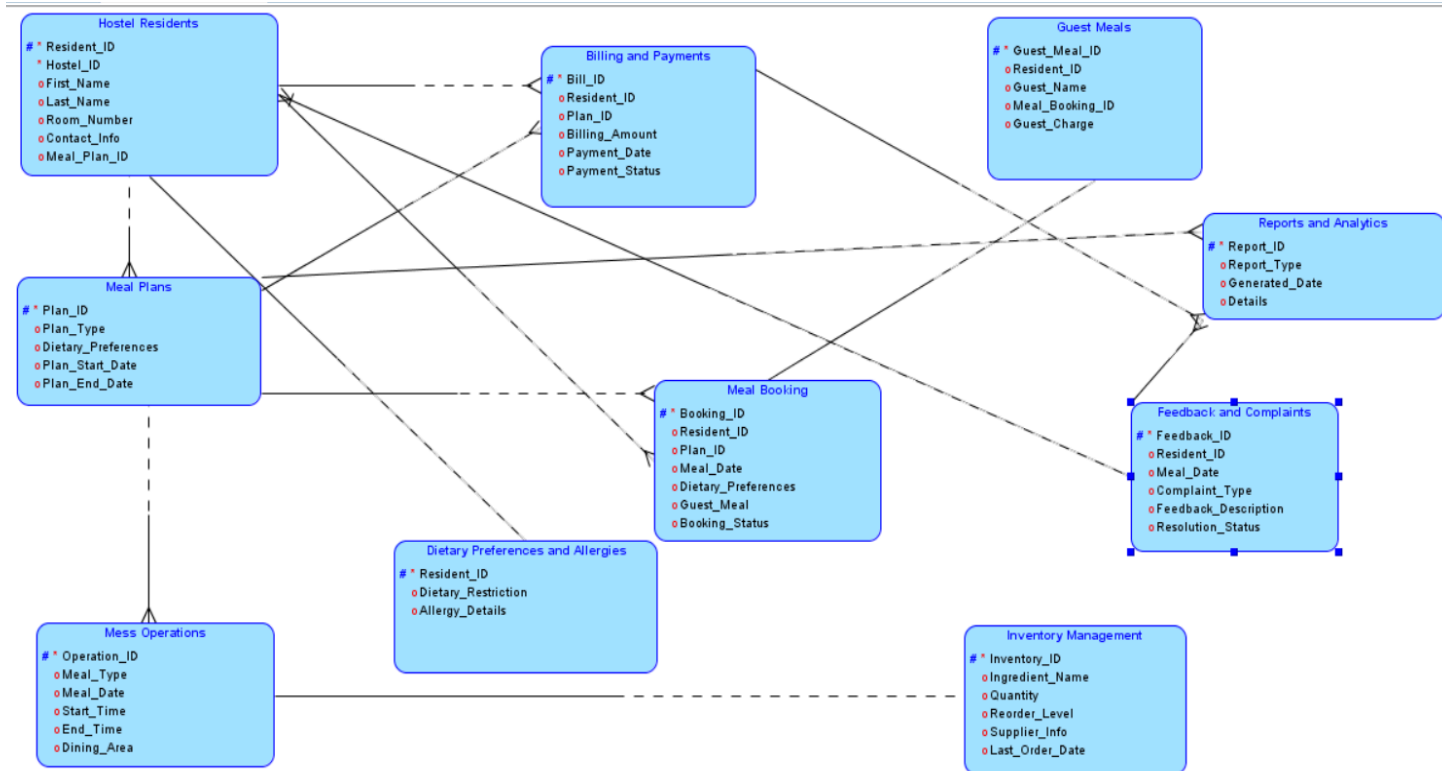 Hostel Residents
# * Resident_ID
* Hostel_ID
o First_Name
o Last_Name
o Room_Number
o Contact_Info
o Meal_Plan_ID
Billing and Payments
# * Bill_ID
o Resident_ID
o Plan_ID
o Billing_Amount
o Payment_Date
o Payment_Status
Guest Meals
# * Guest_Meal_ID
o Resident_ID
o Guest_Name
o Meal_Booking_ID
o Guest_Charge
Reports and Analytics
# * Report_ID
o Report_Type
o Generated_Date
o Details
Meal Plans
# * Plan_ID
o Plan_Type
o Dietary_Preferences
o Plan_Start_Date
o Plan_End_Date
Meal Booking
# * Booking_ID
o Resident_ID
o Plan_ID
o Meal_Date
o Dietary_Preferences
o Guest_Meal
o Booking_Status
Feedback and Complaints
# * Feedback_ID
o Resident_ID
o Meal_Date
o Complaint_Type
o Feedback_Description
o Resolution_Status
Dietary Preferences and Allergies
# * Resident_ID
o Dietary_Restriction
o Allergy_Details
Mess Operations
# * Operation_ID
o Meal_Type
o Meal_Date
o Start_Time
o End_Time
o Dining_Area
Inventory Management
# * Inventory_ID
o Ingredient_Name
o Quantity
o Reorder_Level
o Supplier_Info
o Last_Order_Date